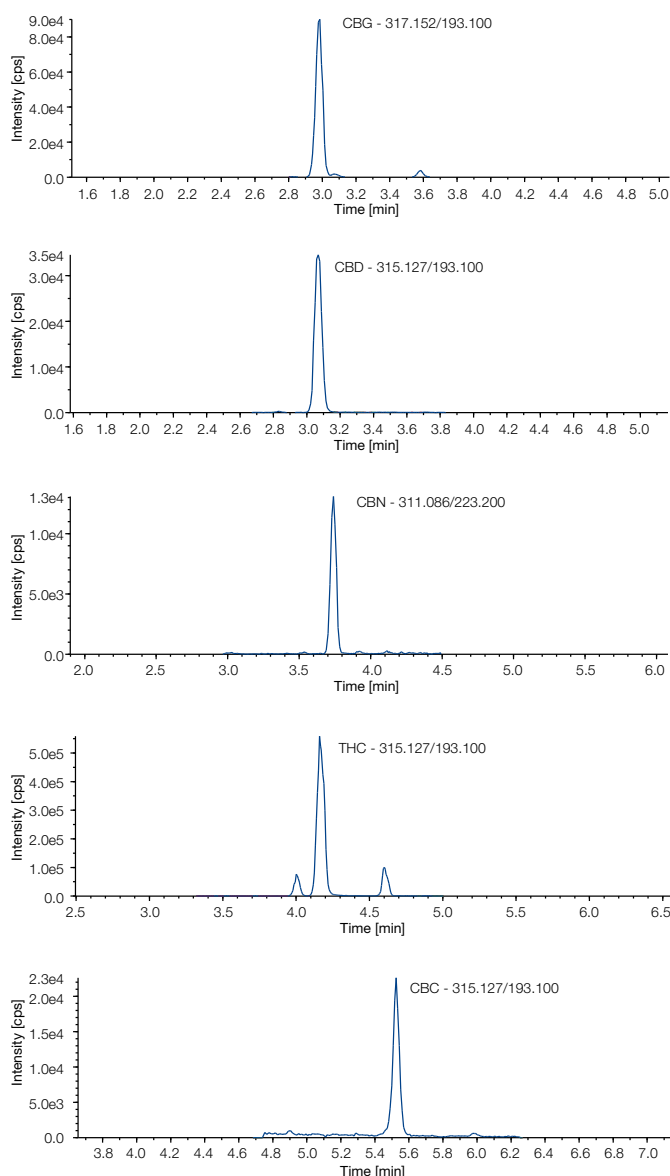 9.0e4
CBG - 317.152/193.100
8.0e4
6.0e4
4.0e4
2.0e4
0.0
Intensity [cps]
1.6 1.8 2.0 2.2 2.4 2.6 2.8 3.0 3.2 3.4 3.6 3.8 4.0 4.2 4.4 4.6 4.8 5.0
Time [min]
3.5e4
CBD - 315.127/193.100
3.0e4
2.0e4
1.0e4
0.0
Intensity [cps]
1.6 1.8 2.0 2.2 2.4 2.6 2.8 3.0 3.2 3.4 3.6 3.8 4.0 4.2 4.4 4.6 4.8 5.0
Time [min]
1.3e4
CBN - 311.086/223.200
1.0e4
5.0e3
0.0
Intensity [cps]
2.0 2.5 3.0 3.5 4.0 4.5 5.0 5.5 6.0
Time [min]
THC - 315.127/193.100
5.0e5
4.0e5
3.0e5
2.0e5
1.0e5
0.0
Intensity [cps]
2.5 3.0 3.5 4.0 4.5 5.0 5.5 6.0 6.5
Time [min]
2.3e4
CBC - 315.127/193.100
2.0e4
1.5e4
1.0e4
5.0e3
0.0
Intensity [cps]
3.8 4.0 4.2 4.4 4.6 4.8 5.0 5.2 5.4 5.5 5.6 6.0 6.2 6.4 6.6 6.8 7.0
Time [min]